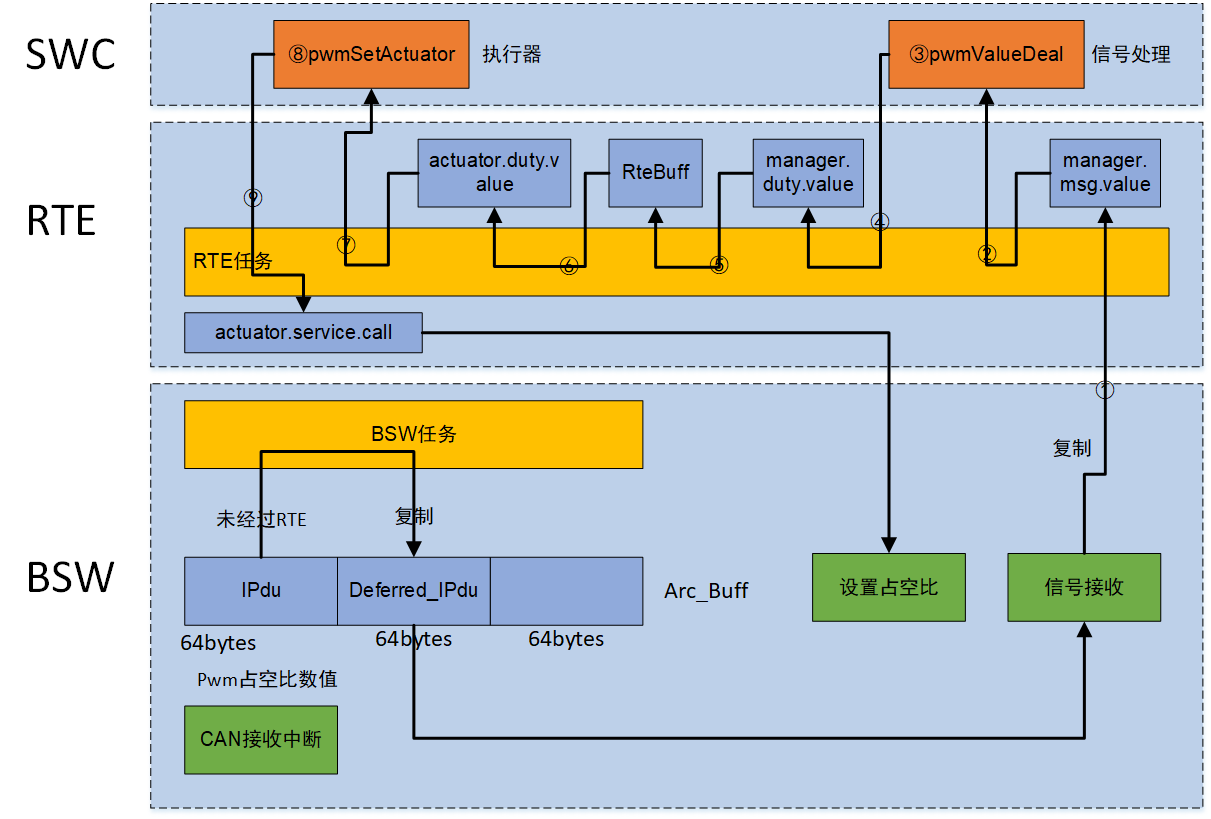 SWC
⑧pwmSetActuator
执行器
③pwmValueDeal
信号处理
RTE
actuator.duty.v
alue
RteBuff
manager.
duty.value
manager.
msg.value
⑨
⑦
⑥
⑤
④
②
RTE任务
actuator.service.call
①
BSW
BSW任务
复制
未经过RTE
复制
IPdu
Deferred_IPdu
Arc_Buff
设置占空比
信号接收
64bytes
64bytes
64bytes
Pwm占空比数值
CAN接收中断